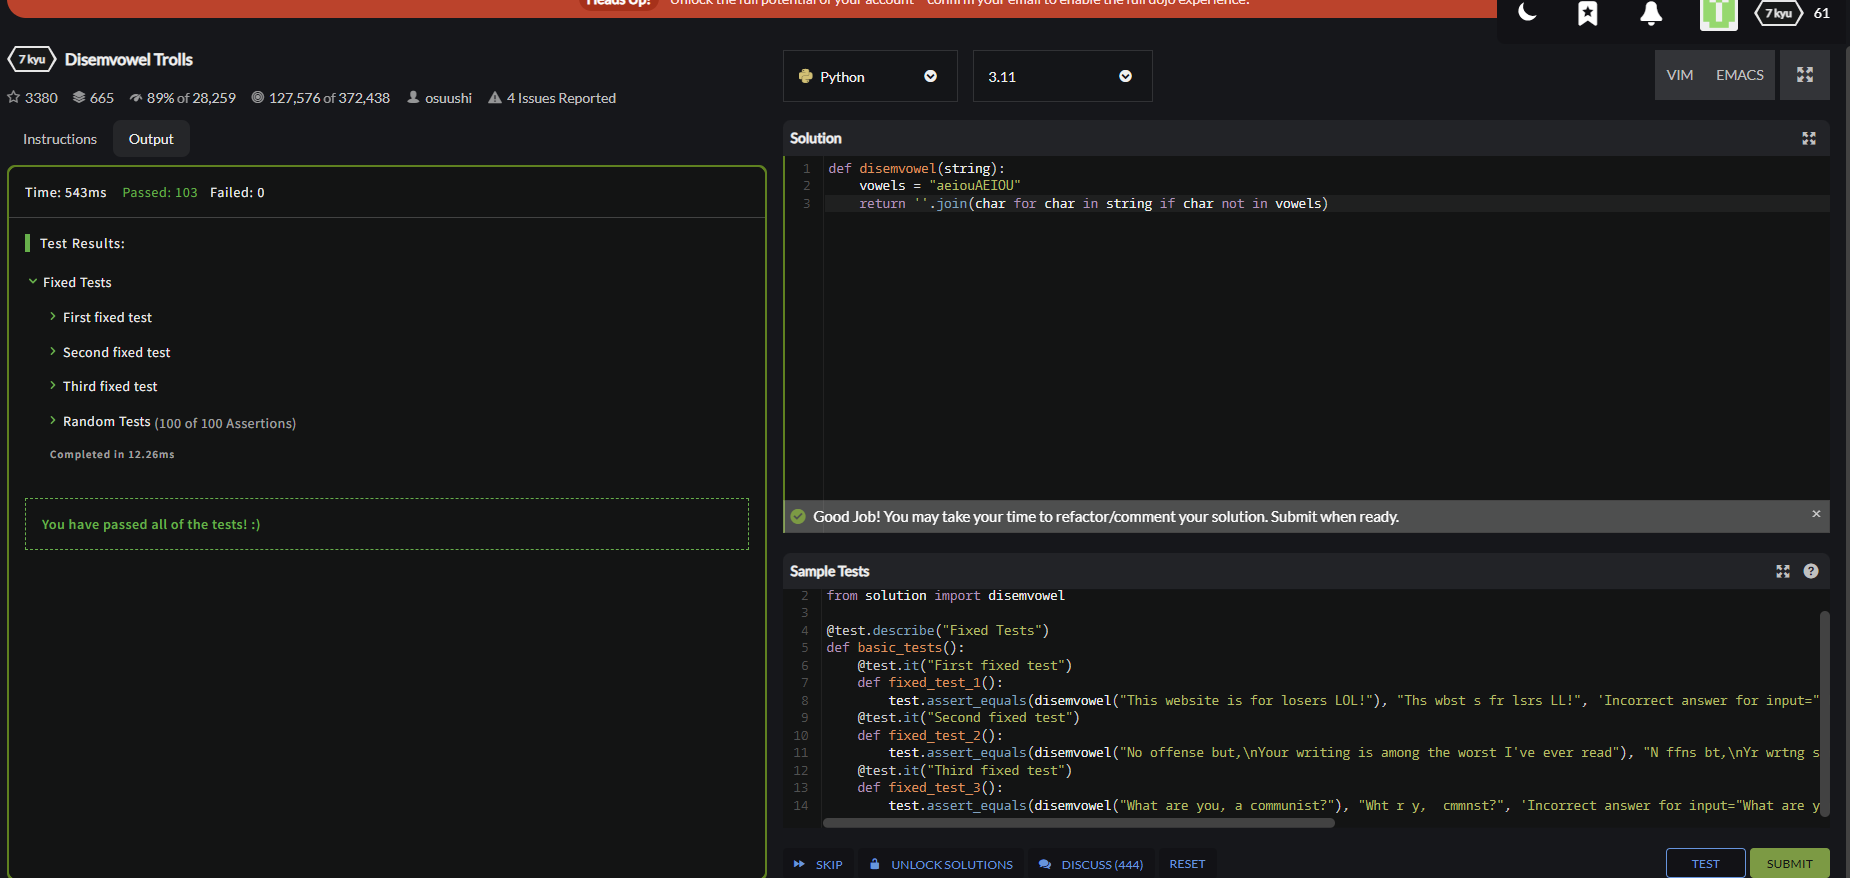 Heads Up! Unlock the full potential of your account - confirm your email to enable the full dojo experience.
7 kyu 61
7 kyu Disemvowel Trolls
3380 665 89% of 28,259 127,576 of 372,438 osuushi 4 Issues Reported
Instructions Output
Time: 543ms Passed: 103 Failed: 0
Test Results:
Fixed Tests
First fixed test
Second fixed test
Third fixed test
Random Tests (100 of 100 Assertions)
Completed in 12.26ms
You have passed all of the tests! :)
Python 3.11 VIM EMACS
Solution
1 def disemvowel(string):
2     vowels = "aeiouAEIOU"
3     return ''.join(char for char in string if char not in vowels)
Good Job! You may take your time to refactor/comment your solution. Submit when ready. ×
Sample Tests ?
2 from solution import disemvowel
3
4 @test.describe("Fixed Tests")
5 def basic_tests():
6     @test.it("First fixed test")
7     def fixed_test_1():
8         test.assert_equals(disemvowel("This website is for losers LOL!"), "Ths wbst s fr lsrs LL!", 'Incorrect answer for input="
9     @test.it("Second fixed test")
10     def fixed_test_2():
11         test.assert_equals(disemvowel("No offense but,\nYour writing is among the worst I've ever read"), "N ffns bt,\nYr wrtng s
12     @test.it("Third fixed test")
13     def fixed_test_3():
14         test.assert_equals(disemvowel("What are you, a communist?"), "Wht r y,  cmmnst?", 'Incorrect answer for input="What are y
SKIP UNLOCK SOLUTIONS DISCUSS (444) RESET TEST SUBMIT